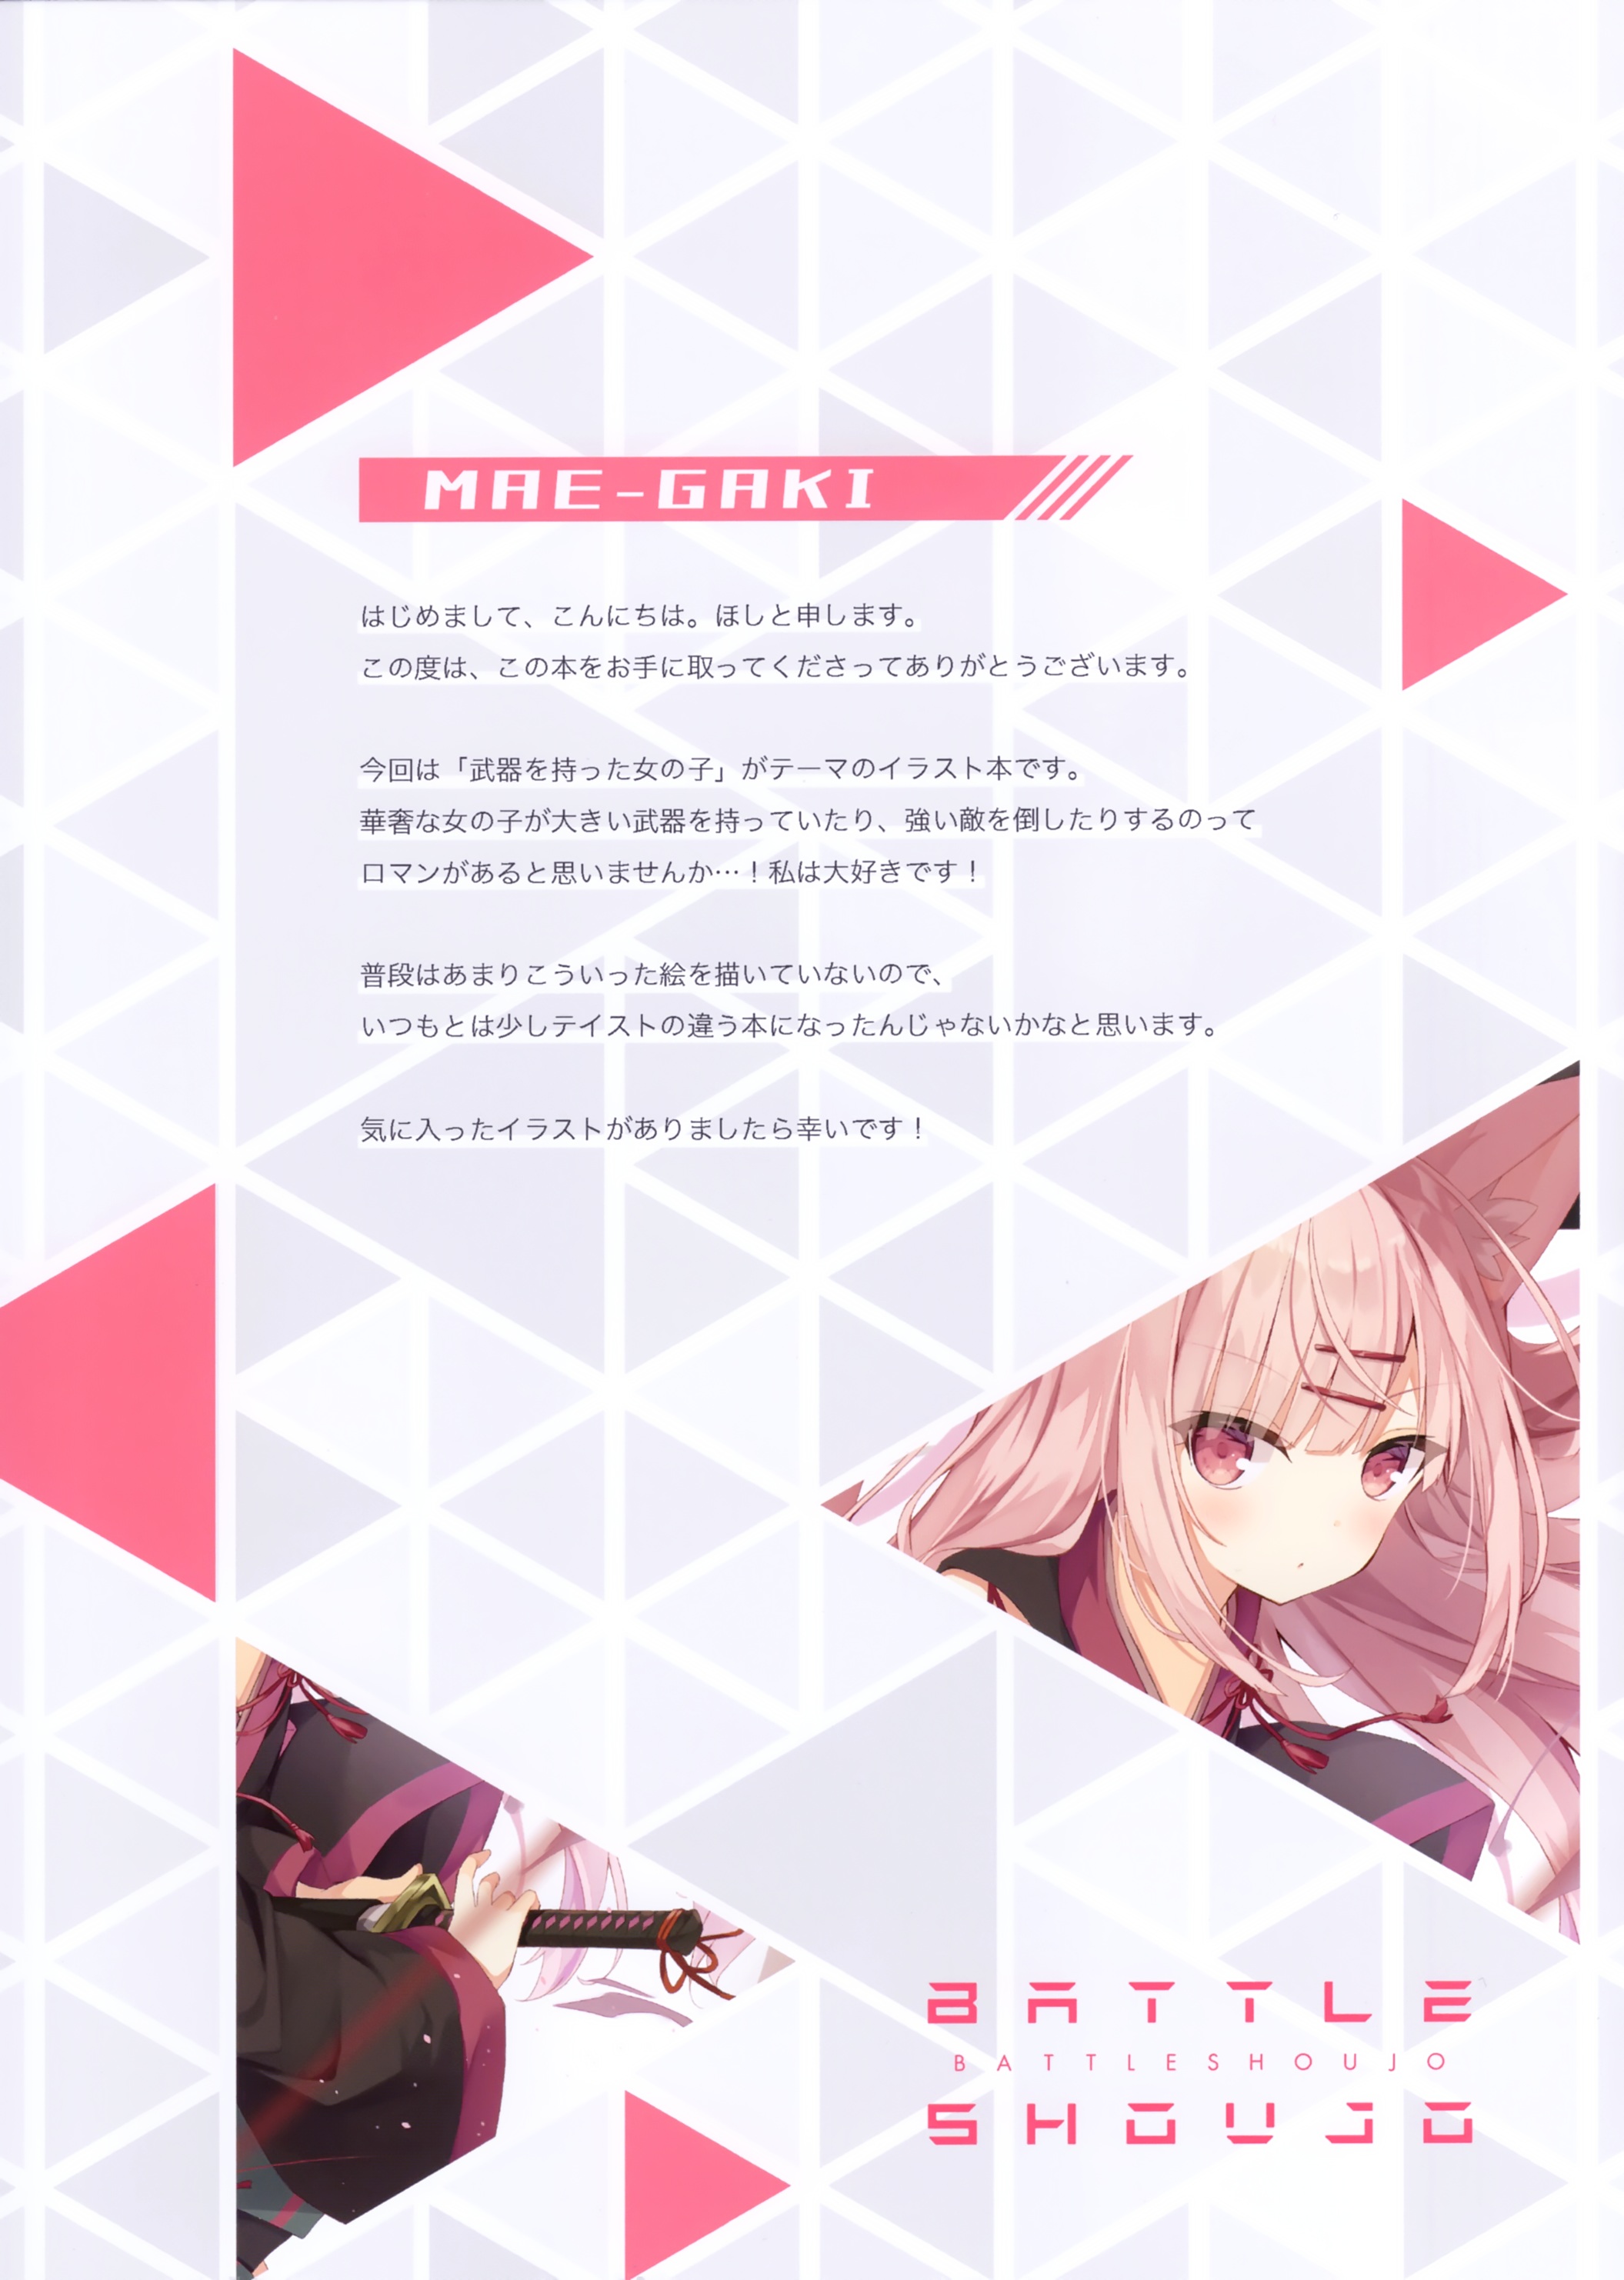 MAE-GAKI
はじめまして、こんにちは。ほしと申します。
この度は、この本をお手に取ってくださってありがとうございます。
今回は「武器を持った女の子」がテーマのイラスト本です。
華奢な女の子が大きい武器を持っていたり、強い敵を倒したりするのって
ロマンがあると思いませんか…！私は大好きです！
普段はあまりこういった絵を描いていないので、
いつもとは少しテイストの違う本になったんじゃないかなと思います。
気に入ったイラストがありましたら幸いです！
BATTLE
BATTLESHOUJO
SHOUJO